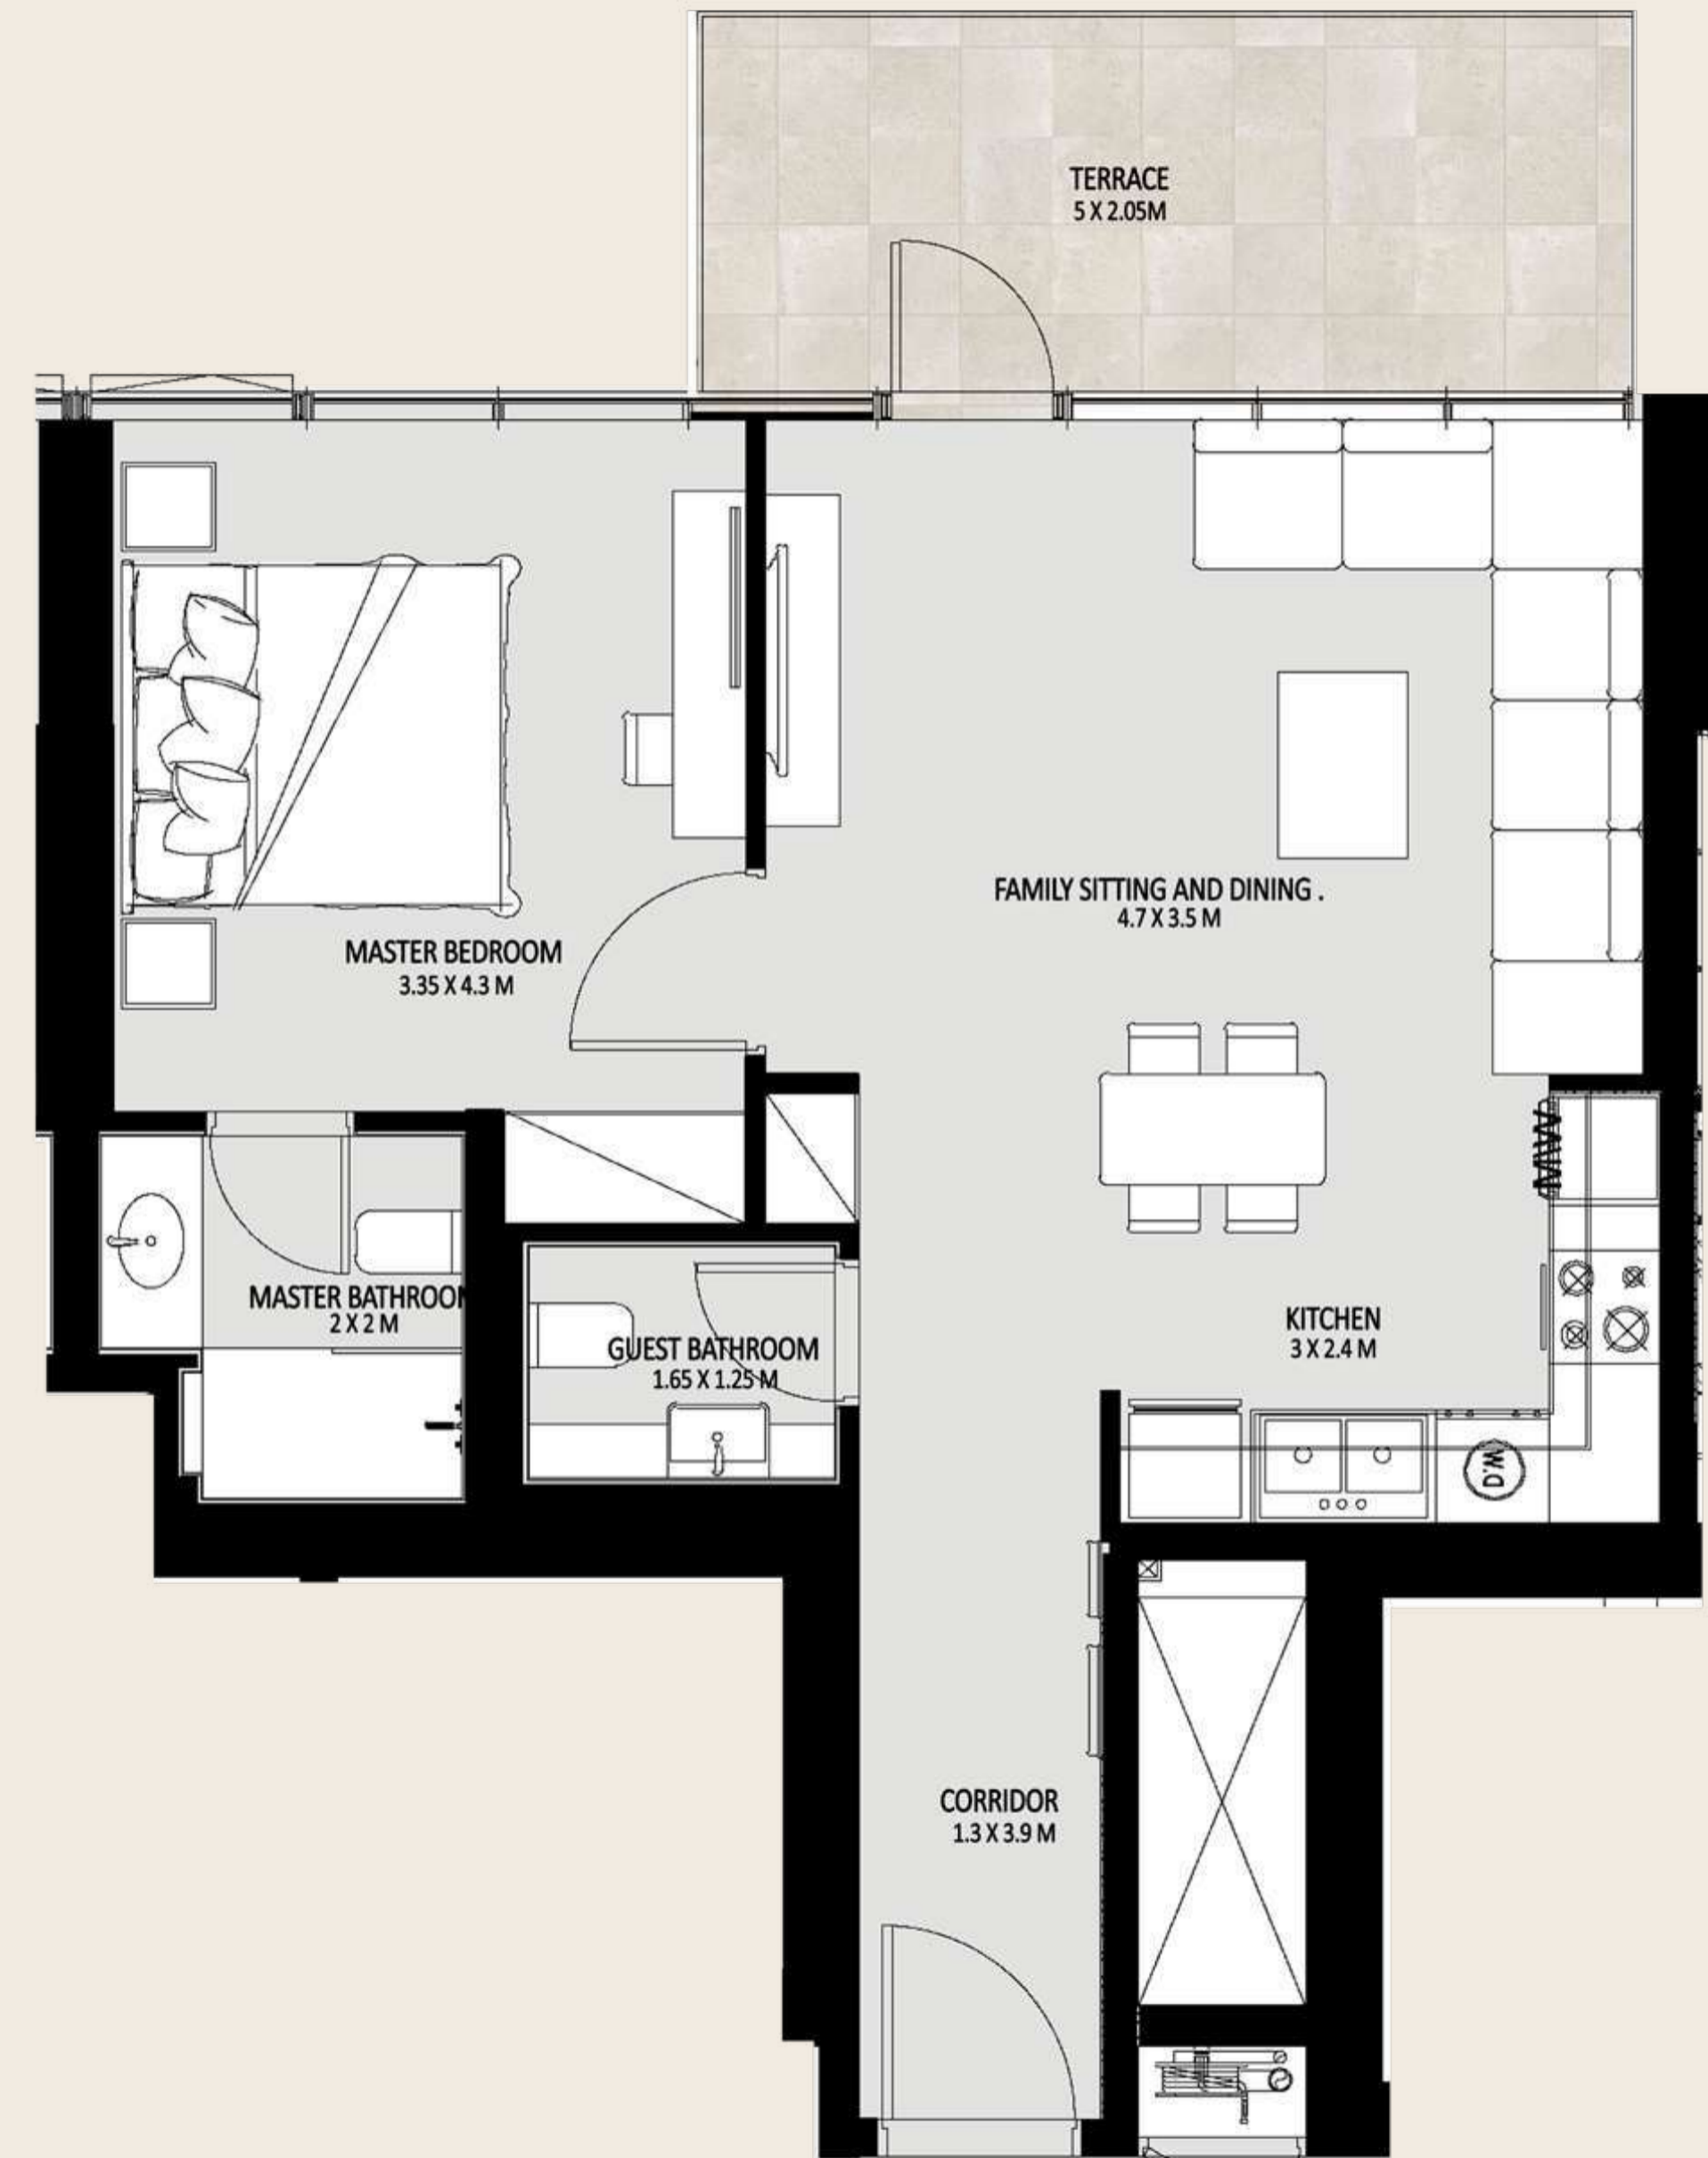 TERRACE
5 X 2.05M
FAMILY SITTING AND DINING .
4.7 X 3.5 M
MASTER BEDROOM
3.35 X 4.3 M
MASTER BATHROOM
2 X 2 M
GUEST BATHROOM
1.65 X 1.25 M
KITCHEN
3 X 2.4 M
W.D
CORRIDOR
1.3 X 3.9 M